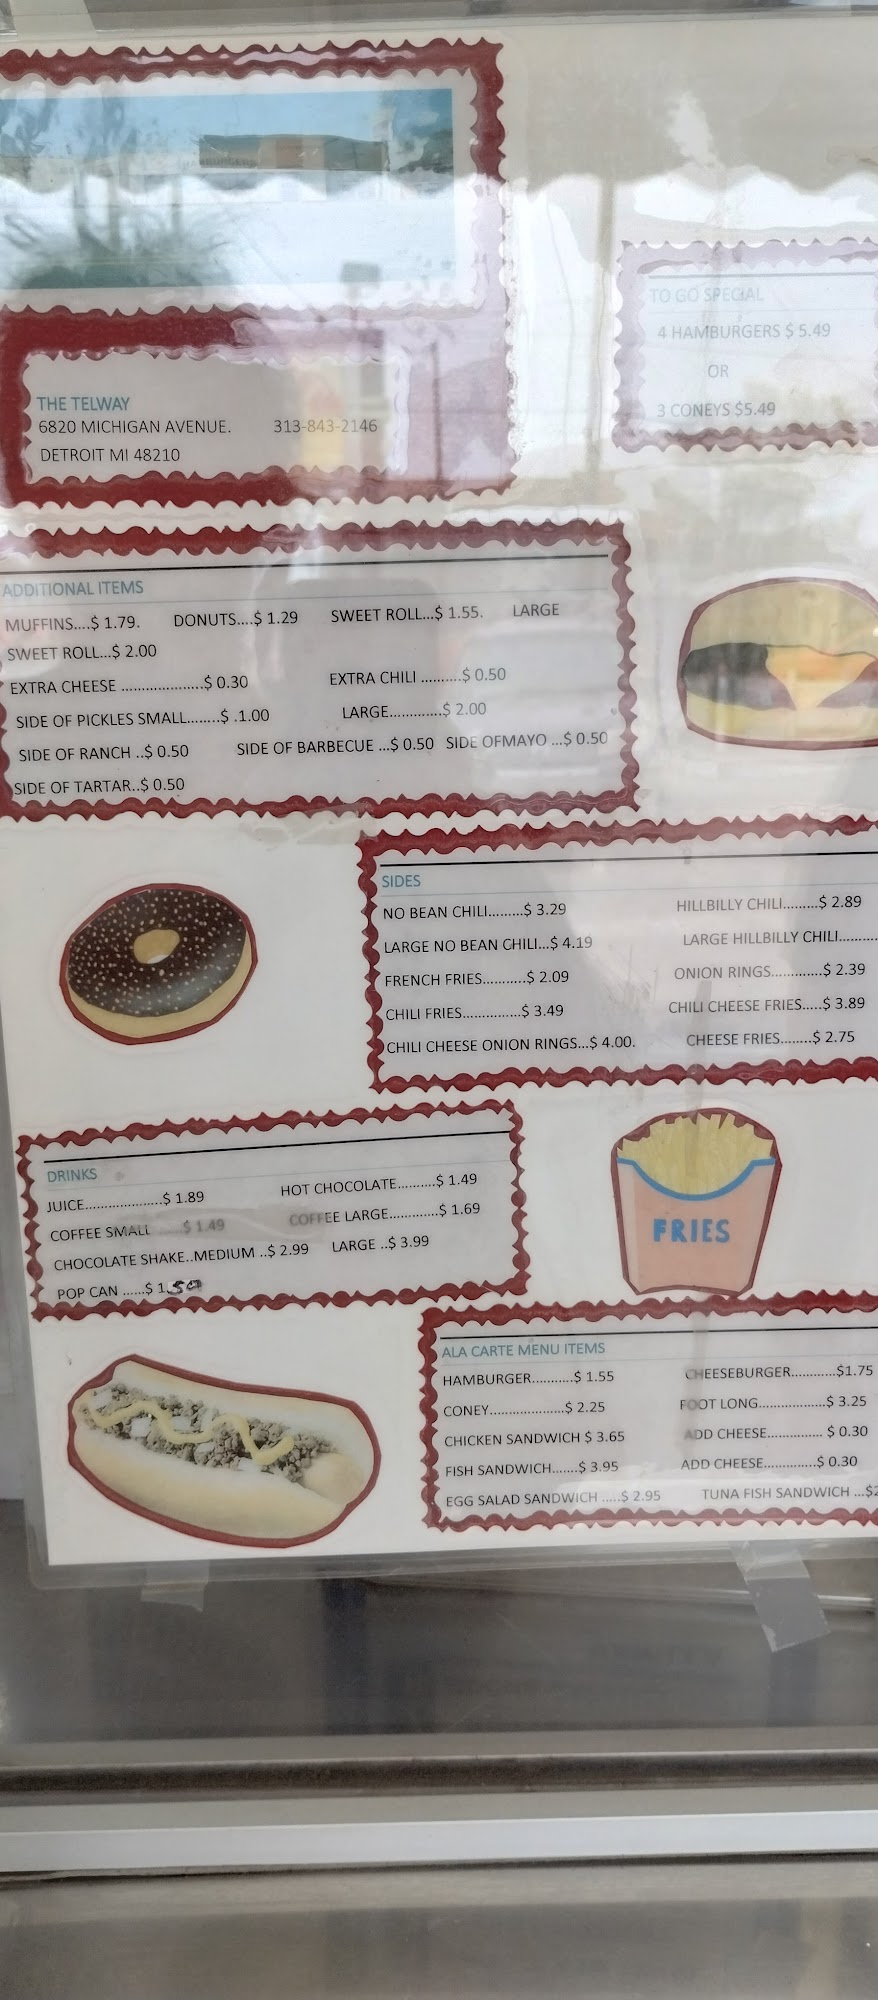 TO GO SPECIAL
4 HAMBURGERS $ 5.49
OR
3 CONEYS $5.49
THE TELWAY
6820 MICHIGAN AVENUE. 313-843-2146
DETROIT MI 48210
ADDITIONAL ITEMS
MUFFINS....$ 1.79. DONUTS....$ 1.29 SWEET ROLL...$ 1.55. LARGE
SWEET ROLL...$ 2.00
EXTRA CHEESE .....................$ 0.30 EXTRA CHILI ..........$ 0.50
SIDE OF PICKLES SMALL........$ .1.00 LARGE.............$ 2.00
SIDE OF RANCH ..$ 0.50 SIDE OF BARBECUE ...$ 0.50 SIDE OFMAYO ...$ 0.50
SIDE OF TARTAR..$ 0.50
SIDES
NO BEAN CHILI.........$ 3.29 HILLBILLY CHILI.........$ 2.89
LARGE NO BEAN CHILI...$ 4.19 LARGE HILLBILLY CHILI..........
FRENCH FRIES............$ 2.09 ONION RINGS.............$ 2.39
CHILI FRIES...............$ 3.49 CHILI CHEESE FRIES.....$ 3.89
CHILI CHEESE ONION RINGS...$ 4.00. CHEESE FRIES........$ 2.75
DRINKS
JUICE.....................$ 1.89 HOT CHOCOLATE..........$ 1.49
COFFEE SMALL ......$ 1.49 COFFEE LARGE.............$ 1.69
CHOCOLATE SHAKE..MEDIUM ..$ 2.99 LARGE ..$ 3.99
POP CAN ......$ 1.50
FRIES
ALA CARTE MENU ITEMS
HAMBURGER...........$ 1.55 CHEESEBURGER............$1.75
CONEY....................$ 2.25 FOOT LONG..................$ 3.25
CHICKEN SANDWICH $ 3.65 ADD CHEESE............... $ 0.30
FISH SANDWICH.......$ 3.95 ADD CHEESE..............$ 0.30
EGG SALAD SANDWICH .....$ 2.95 TUNA FISH SANDWICH ...$2